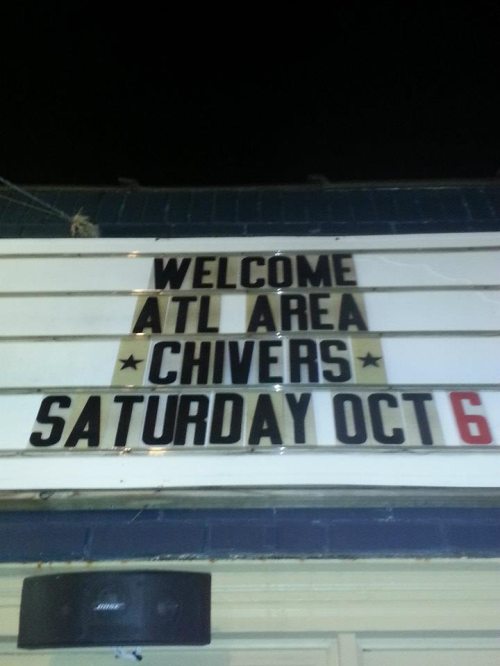 WELCOME
ATL AREA
★ CHIVERS ★
SATURDAY OCT 6
BOSE